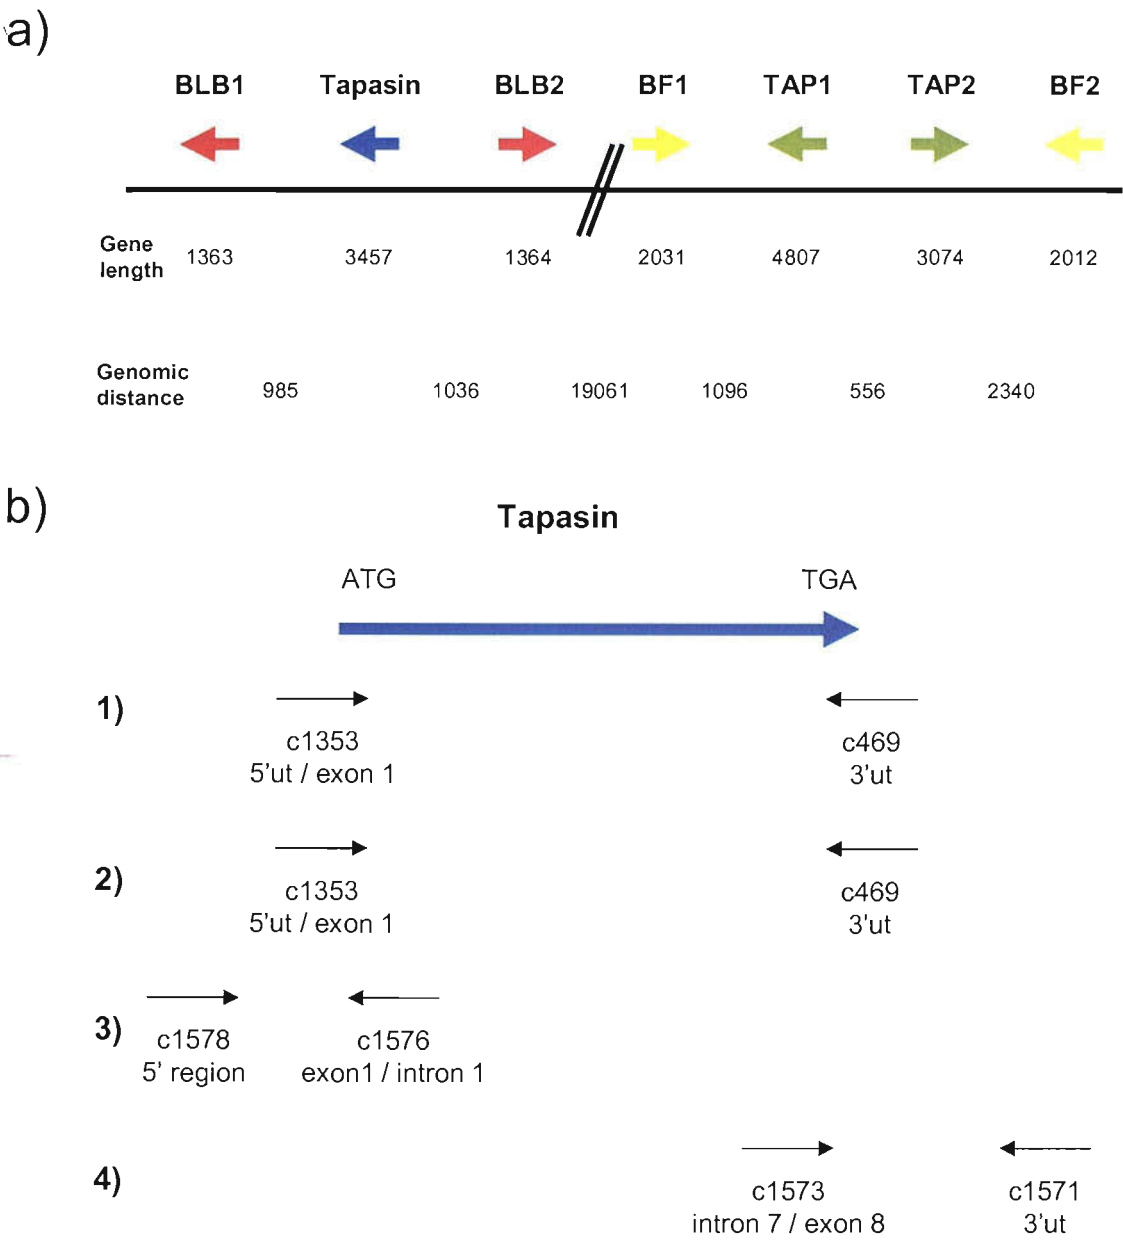 a)
BLB1 Tapasin BLB2 BF1 TAP1 TAP2 BF2
Gene
length
1363 3457 1364 2031 4807 3074 2012
Genomic
distance
985 1036 19061 1096 556 2340
b)
Tapasin
ATG TGA
1)
c1353 c469
5'ut / exon 1 3'ut
2)
c1353 c469
5'ut / exon 1 3'ut
3)
c1578 c1576
5' region exon1 / intron 1
4)
c1573 c1571
intron 7 / exon 8 3'ut